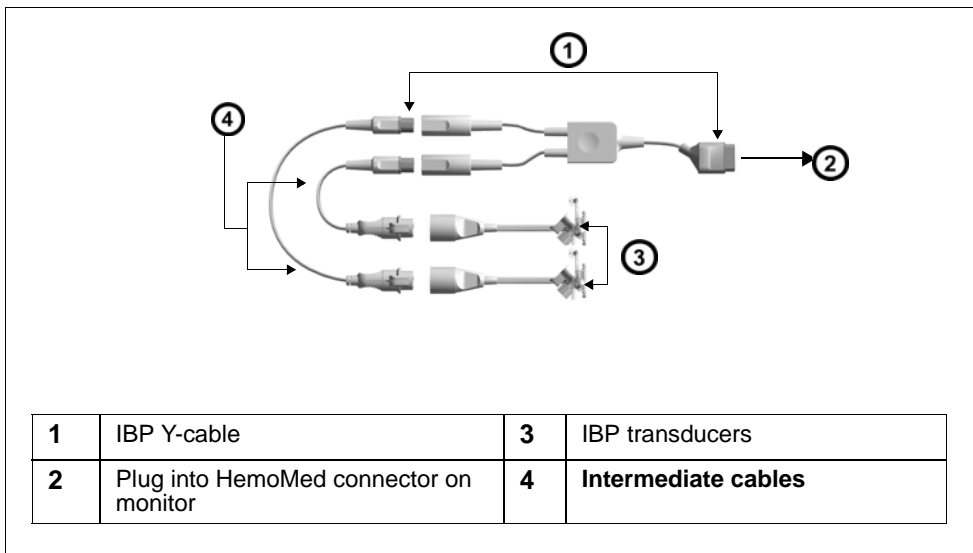 1
4
2
3
1 IBP Y-cable 3 IBP transducers
2 Plug into HemoMed connector on monitor 4 Intermediate cables